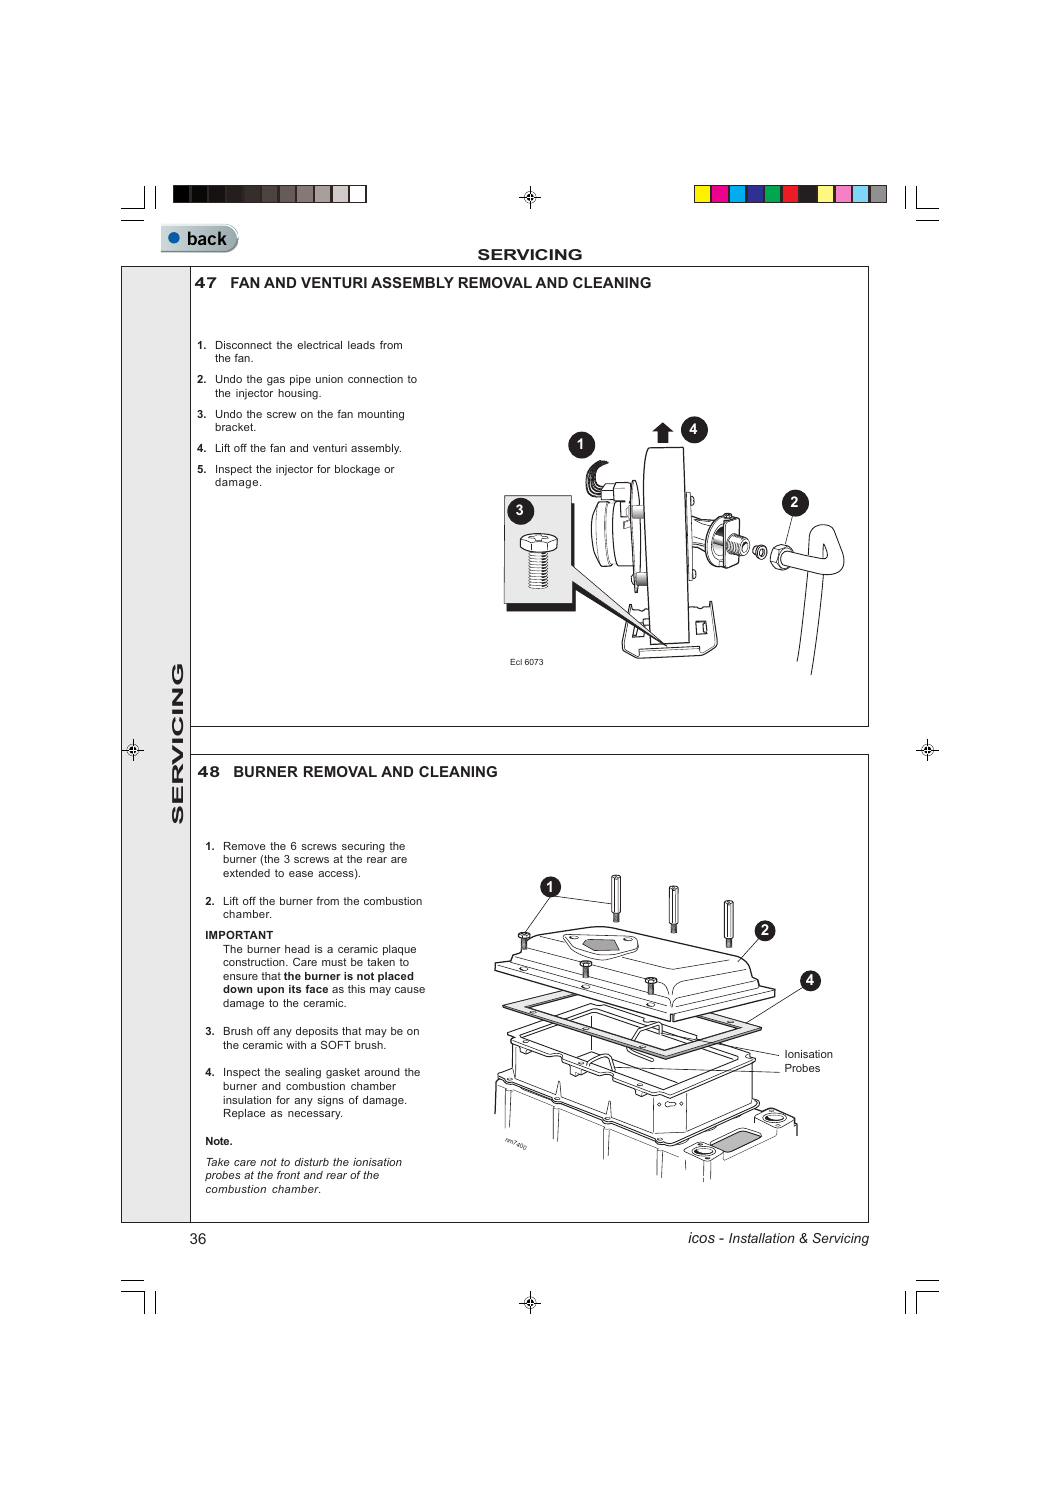 back
SERVICING
47 FAN AND VENTURI ASSEMBLY REMOVAL AND CLEANING
1. Disconnect the electrical leads from
the fan.
2. Undo the gas pipe union connection to
the injector housing.
3. Undo the screw on the fan mounting
bracket.
4. Lift off the fan and venturi assembly.
5. Inspect the injector for blockage or
damage.
1
4
3
2
Ecl 6073
SERVICING
48 BURNER REMOVAL AND CLEANING
1. Remove the 6 screws securing the
burner (the 3 screws at the rear are
extended to ease access).
2. Lift off the burner from the combustion
chamber.
IMPORTANT
The burner head is a ceramic plaque
construction. Care must be taken to
ensure that the burner is not placed
down upon its face as this may cause
damage to the ceramic.
3. Brush off any deposits that may be on
the ceramic with a SOFT brush.
4. Inspect the sealing gasket around the
burner and combustion chamber
insulation for any signs of damage.
Replace as necessary.
Note.
Take care not to disturb the ionisation
probes at the front and rear of the
combustion chamber.
1
2
4
Ionisation
Probes
nm7400
36
icos - Installation & Servicing